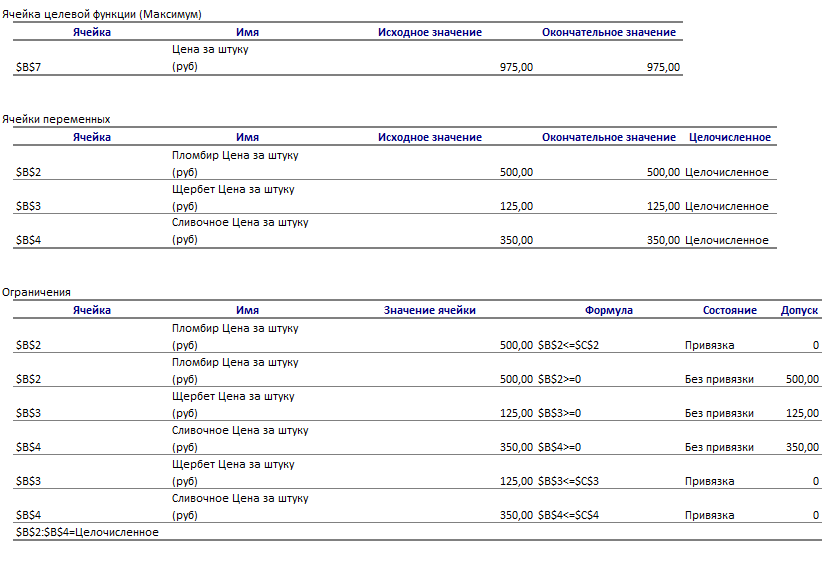 Ячейка целевой функции (Максимум)
Ячейка Имя Исходное значение Окончательное значение
Цена за штуку
$B$7 (руб) 975,00 975,00
Ячейки переменных
Ячейка Имя Исходное значение Окончательное значение Целочисленное
Пломбир Цена за штуку
$B$2 (руб) 500,00 500,00 Целочисленное
Щербет Цена за штуку
$B$3 (руб) 125,00 125,00 Целочисленное
Сливочное Цена за штуку
$B$4 (руб) 350,00 350,00 Целочисленное
Ограничения
Ячейка Имя Значение ячейки Формула Состояние Допуск
Пломбир Цена за штуку
$B$2 (руб) 500,00 $B$2<=$C$2 Привязка 0
Пломбир Цена за штуку
$B$2 (руб) 500,00 $B$2>=0 Без привязки 500,00
Щербет Цена за штуку
$B$3 (руб) 125,00 $B$3>=0 Без привязки 125,00
Сливочное Цена за штуку
$B$4 (руб) 350,00 $B$4>=0 Без привязки 350,00
Щербет Цена за штуку
$B$3 (руб) 125,00 $B$3<=$C$3 Привязка 0
Сливочное Цена за штуку
$B$4 (руб) 350,00 $B$4<=$C$4 Привязка 0
$B$2:$B$4=Целочисленное